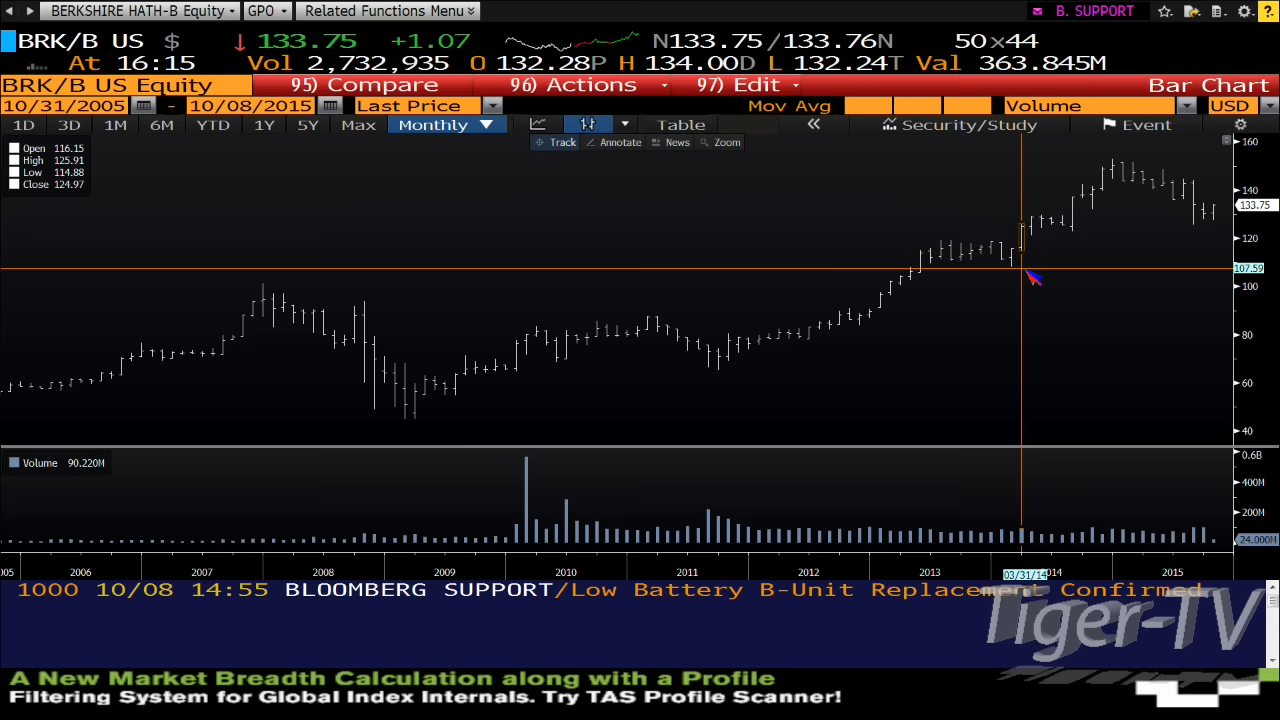 BERKSHIRE HATH-B Equity GPO Related Functions Menu B. SUPPORT ?
BRK/B US $ ↓ 133.75 +1.07 N133.75/133.76N 50×44
At 16:15 Vol 2,732,935 O 132.28P H 134.00D L 132.24T Val 363.845M
BRK/B US Equity 95) Compare 96) Actions 97) Edit Bar Chart
10/31/2005 - 10/08/2015 Last Price Mov Avg Volume USD
1D 3D 1M 6M YTD 1Y 5Y Max Monthly ▼ Table « Security/Study Event
Track Annotate News Zoom
Open 116.15
High 125.91
Low 114.88
Close 124.97
160
140
133.75
120
107.59
100
80
60
40
Volume 90.220M
0.6B
400M
200M
24.000M
005 2006 2007 2008 2009 2010 2011 2012 2013 03/31/14 2014 2015
1000 10/08 14:55 BLOOMBERG SUPPORT/Low Battery B-Unit Replacement Confirmed
Tiger-TV
A New Market Breadth Calculation along with a Profile
Filtering System for Global Index Internals. Try TAS Profile Scanner!